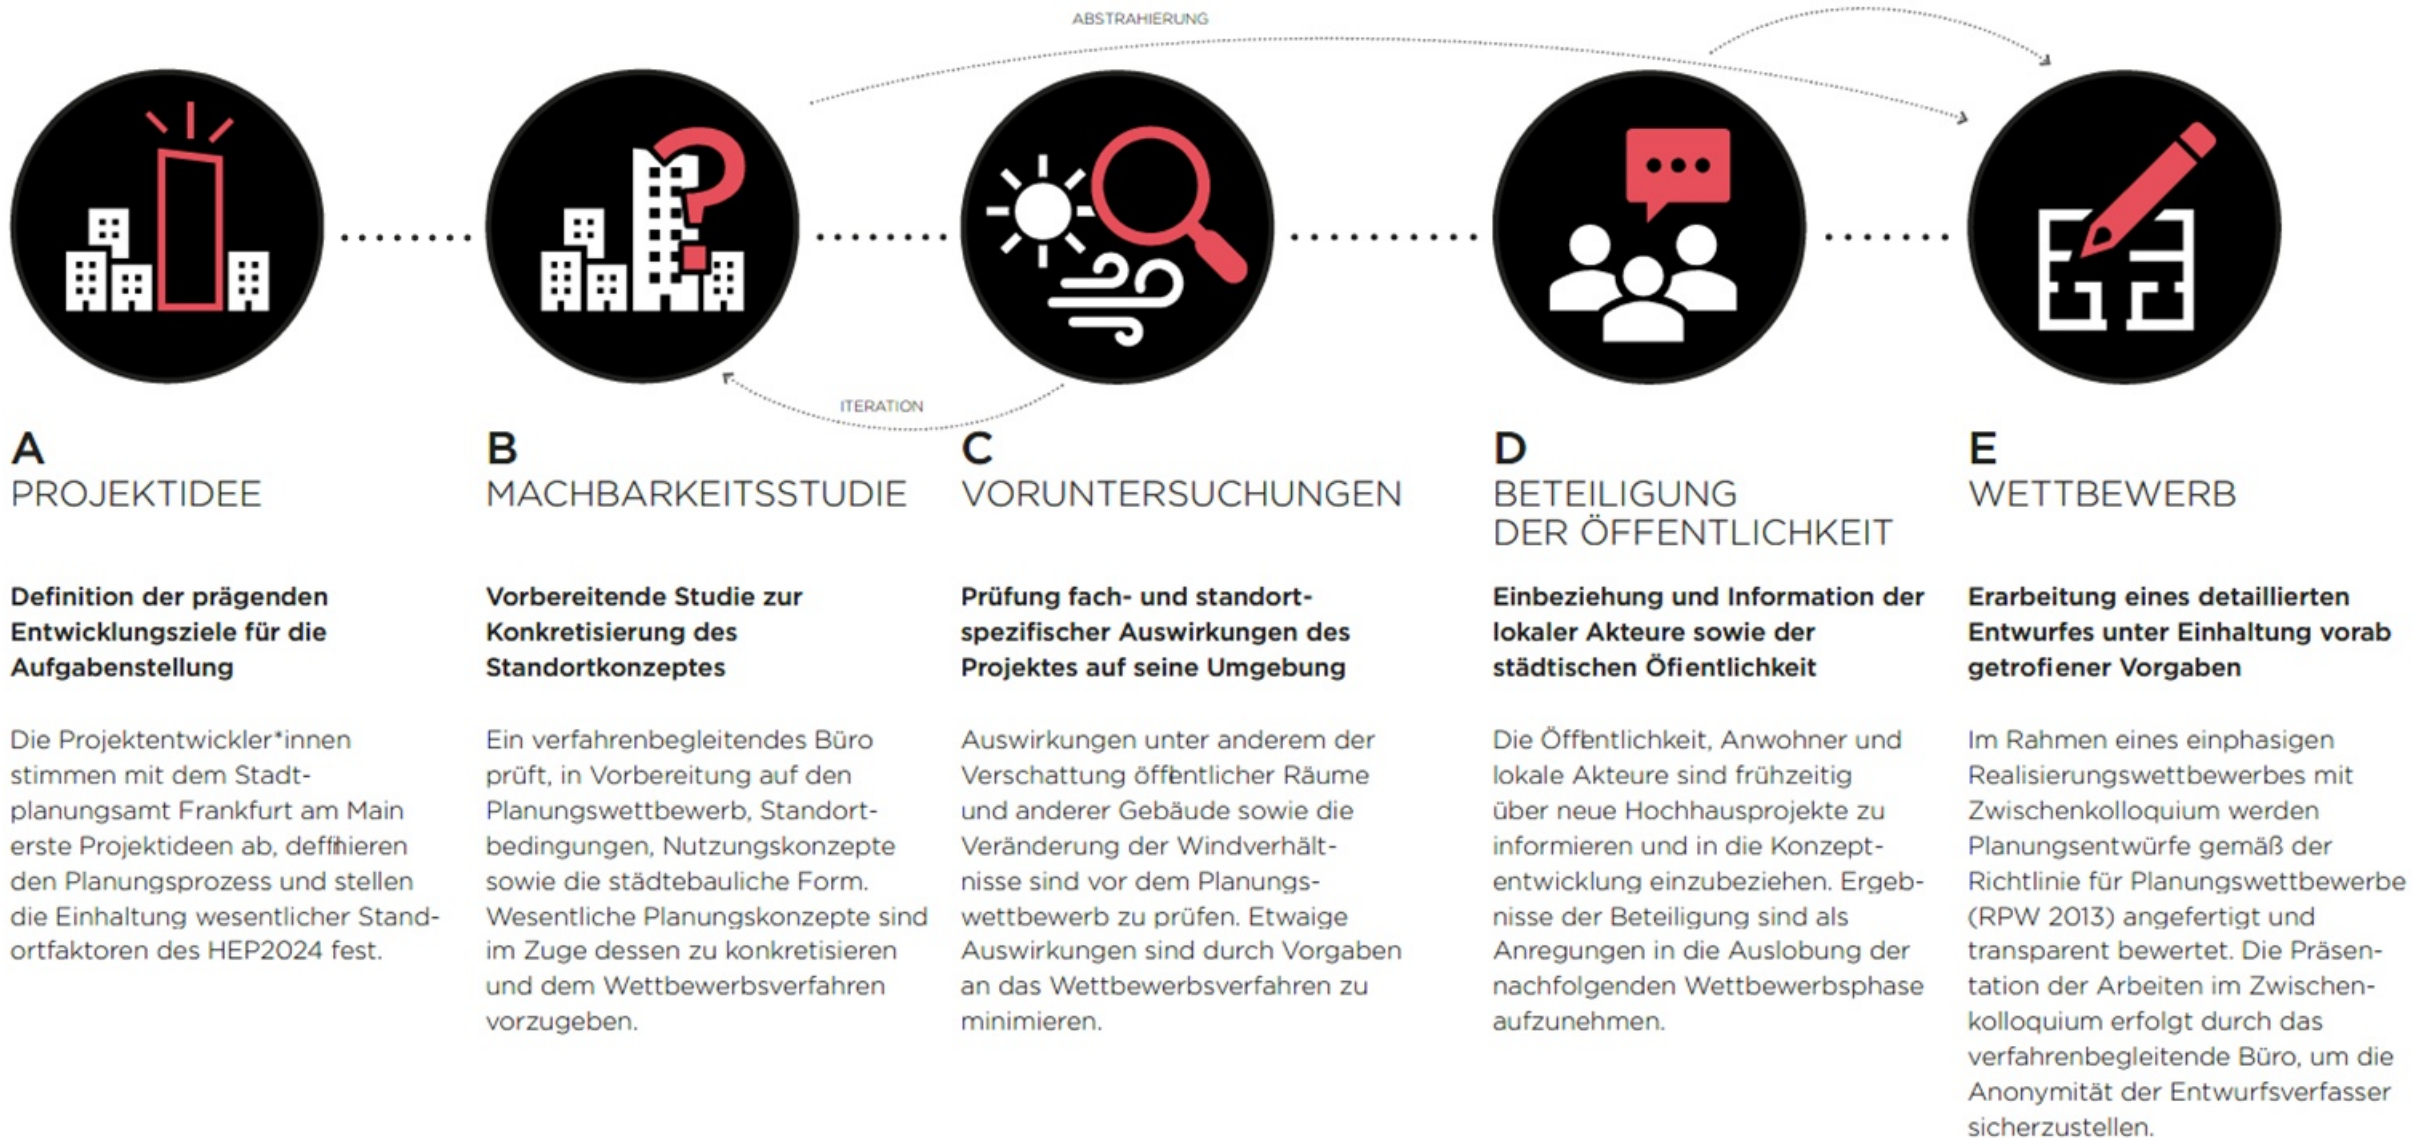 ABSTRAHIERUNG
ITERATION
A
PROJEKTIDEE
Definition der prägenden
Entwicklungsziele für die
Aufgabenstellung
Die Projektentwickler*innen
stimmen mit dem Stadt-
planungsamt Frankfurt am Main
erste Projektideen ab, deffihieren
den Planungsprozess und stellen
die Einhaltung wesentlicher Stand-
ortfaktoren des HEP2024 fest.
B
MACHBARKEITSSTUDIE
Vorbereitende Studie zur
Konkretisierung des
Standortkonzeptes
Ein verfahrenbegleitendes Büro
prüft, in Vorbereitung auf den
Planungswettbewerb, Standort-
bedingungen, Nutzungskonzepte
sowie die städtebauliche Form.
Wesentliche Planungskonzepte sind
im Zuge dessen zu konkretisieren
und dem Wettbewerbsverfahren
vorzugeben.
C
VORUNTERSUCHUNGEN
Prüfung fach- und standort-
spezifischer Auswirkungen des
Projektes auf seine Umgebung
Auswirkungen unter anderem der
Verschattung öffentlicher Räume
und anderer Gebäude sowie die
Veränderung der Windverhält-
nisse sind vor dem Planungs-
wettbewerb zu prüfen. Etwaige
Auswirkungen sind durch Vorgaben
an das Wettbewerbsverfahren zu
minimieren.
D
BETEILIGUNG
DER ÖFFENTLICHKEIT
Einbeziehung und Information der
lokaler Akteure sowie der
städtischen Öfientlichkeit
Die Öffentlichkeit, Anwohner und
lokale Akteure sind frühzeitig
über neue Hochhausprojekte zu
informieren und in die Konzept-
entwicklung einzubeziehen. Ergeb-
nisse der Beteiligung sind als
Anregungen in die Auslobung der
nachfolgenden Wettbewerbsphase
aufzunehmen.
E
WETTBEWERB
Erarbeitung eines detaillierten
Entwurfes unter Einhaltung vorab
getrofiener Vorgaben
Im Rahmen eines einphasigen
Realisierungswettbewerbes mit
Zwischenkolloquium werden
Planungsentwürfe gemäß der
Richtlinie für Planungswettbewerbe
(RPW 2013) angefertigt und
transparent bewertet. Die Präsen-
tation der Arbeiten im Zwischen-
kolloquium erfolgt durch das
verfahrenbegleitende Büro, um die
Anonymität der Entwurfsverfasser
sicherzustellen.